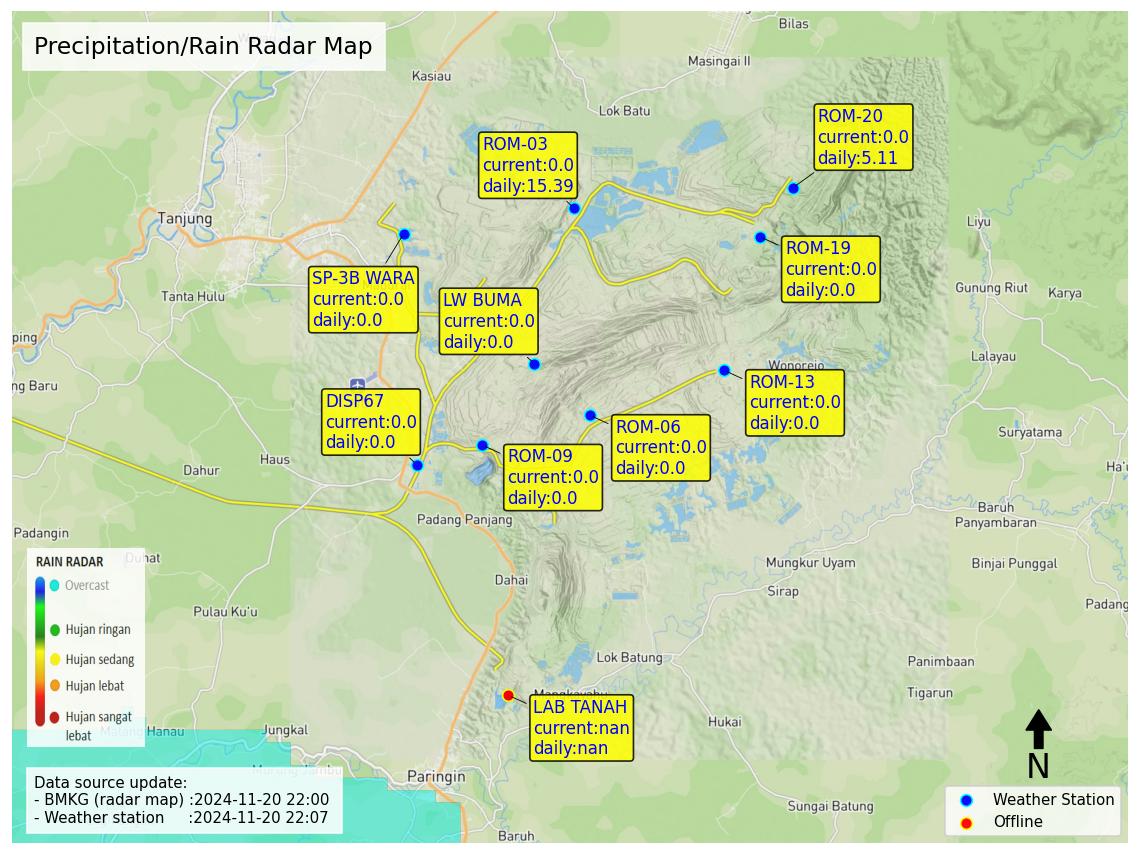 Precipitation/Rain Radar Map
Bilas
Masingai II
Kasiau
Lok Batu
ROM-20
current:0.0
daily:5.11
ROM-03
current:0.0
daily:15.39
Tanjung
Liyu
ROM-19
current:0.0
daily:0.0
SP-3B WARA
current:0.0
daily:0.0
LW BUMA
current:0.0
daily:0.0
Tanta Hulu
Gunung Riut
Karya
ping
Lalayau
Wonorejo
ng Baru
ROM-13
current:0.0
daily:0.0
DISP67
current:0.0
daily:0.0
ROM-06
current:0.0
daily:0.0
Suryatama
ROM-09
current:0.0
daily:0.0
Haus
Dahur
Ha'u
Baruh
Panyambaran
Padang Panjang
Padangin
Duhat
Mungkur Uyam
Binjai Punggal
Dahai
Sirap
Padang
Pulau Ku'u
RAIN RADAR
Overcast
Hujan ringan
Hujan sedang
Hujan lebat
Hujan sangat
lebat
Lok Batung
Panimbaan
Tigarun
Mangkayahu
LAB TANAH
current:nan
daily:nan
Hukai
Hanau
Jungkal
Murung Jambu
Paringin
N
Data source update:
- BMKG (radar map) :2024-11-20 22:00
- Weather station :2024-11-20 22:07
Weather Station
Offline
Sungai Batung
Baruh